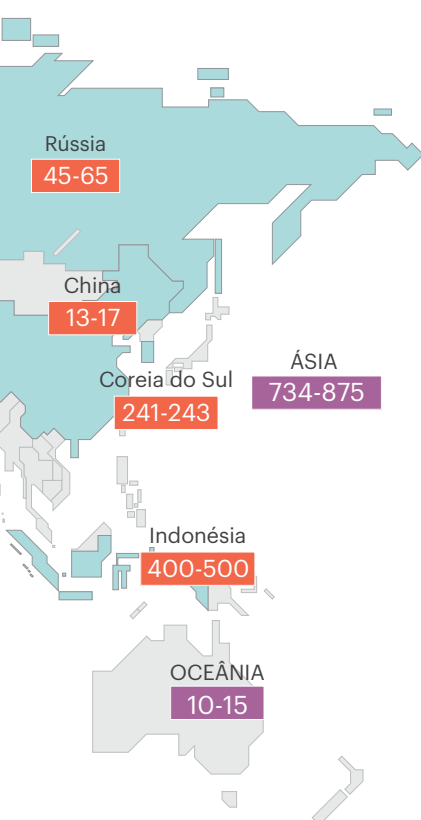 Rússia
45-65
China
13-17
Coreia do Sul
241-243
ÁSIA
734-875
Indonésia
400-500
OCEÂNIA
10-15